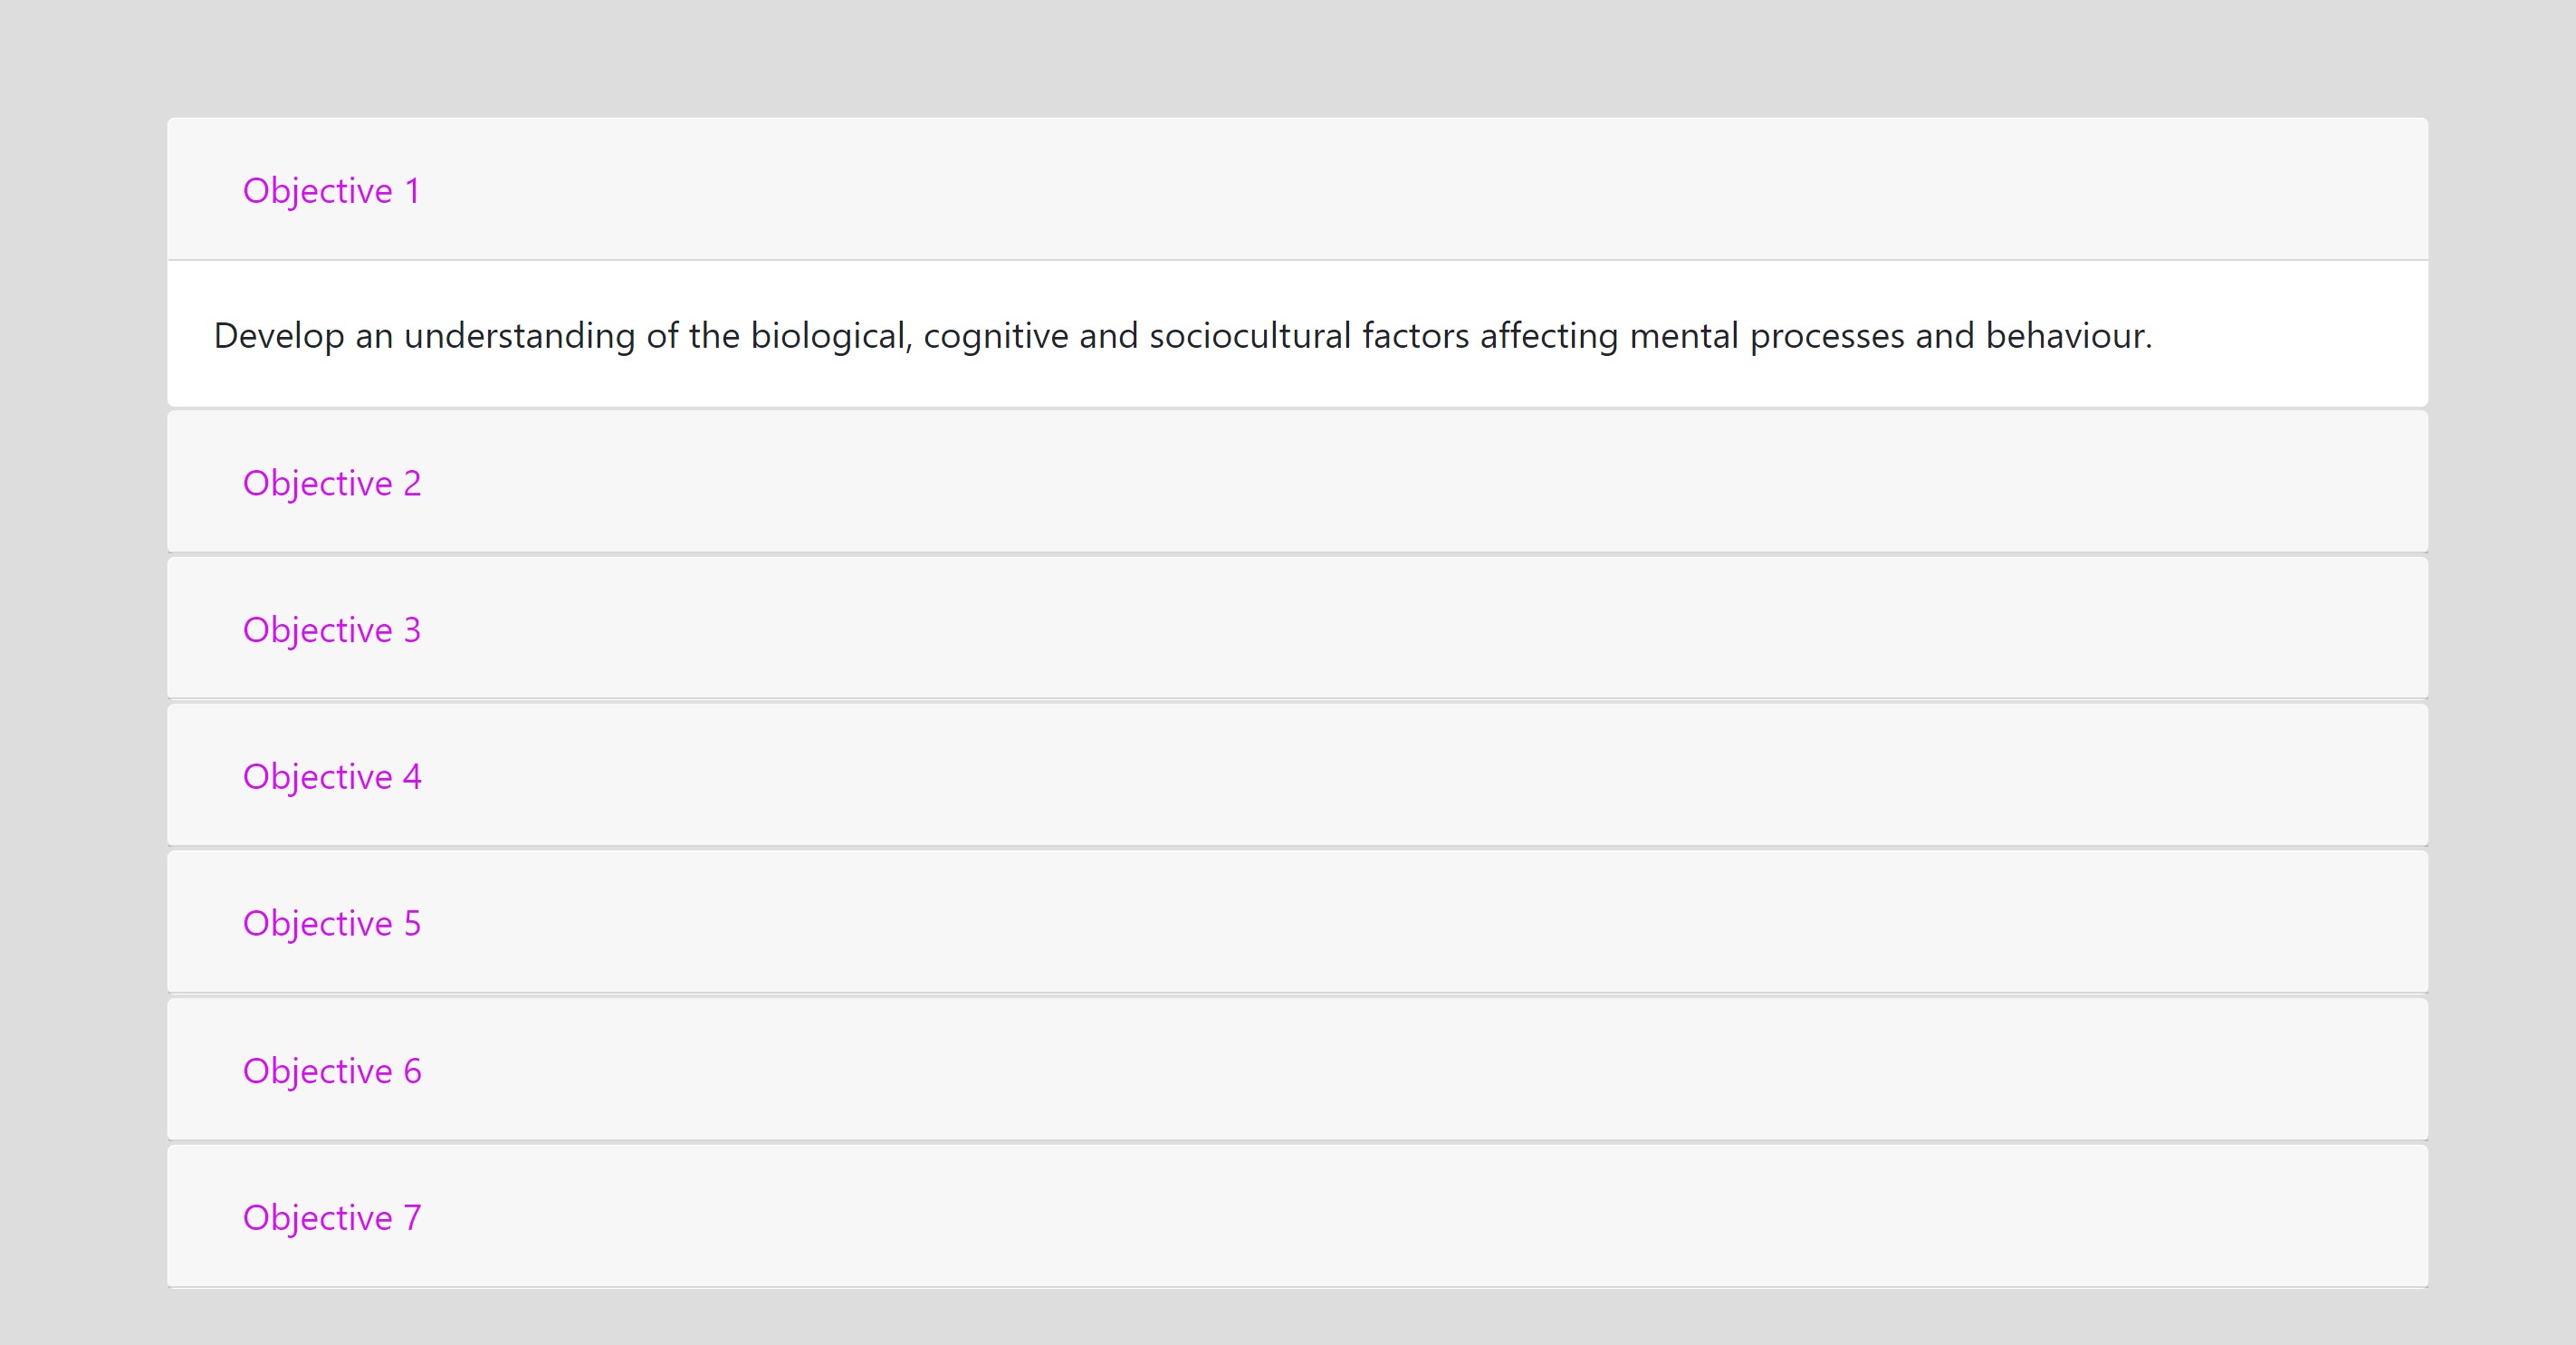 Objective 1
Develop an understanding of the biological, cognitive and sociocultural factors affecting mental processes and behaviour.
Objective 2
Objective 3
Objective 4
Objective 5
Objective 6
Objective 7